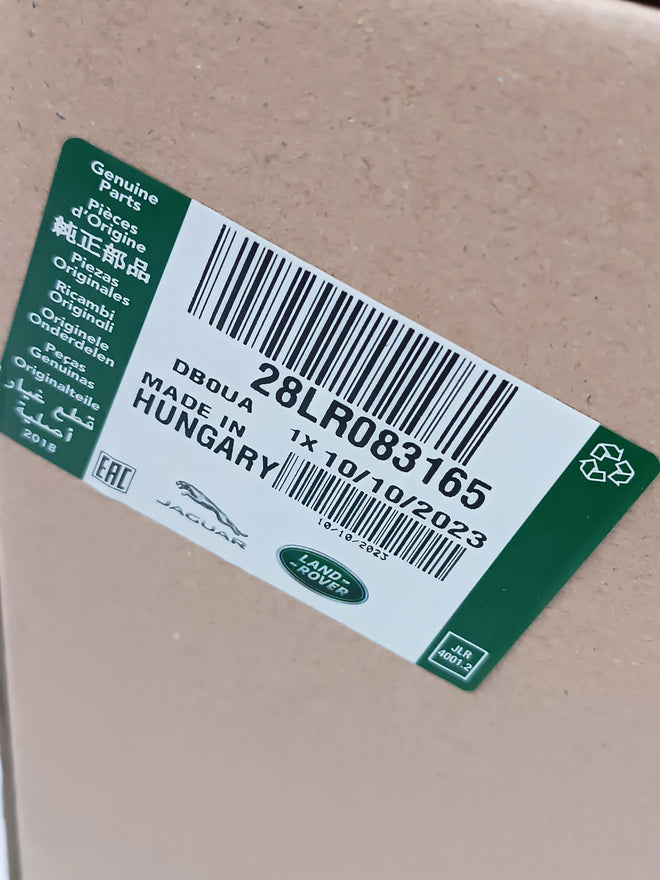 Genuine
Parts
Pièces
d'Origine
純正部品
Piezas
Originales
Ricambi
Originali
Originele
Onderdelen
Peças
Genuinas
Originalteile
قطع غيار
أصلية
2018
28LR083165
DB0UA
1X 10/10/2023
MADE IN
HUNGARY
10/10/2023
EAC
JAGUAR
LAND-
-ROVER
JLR
4001.2